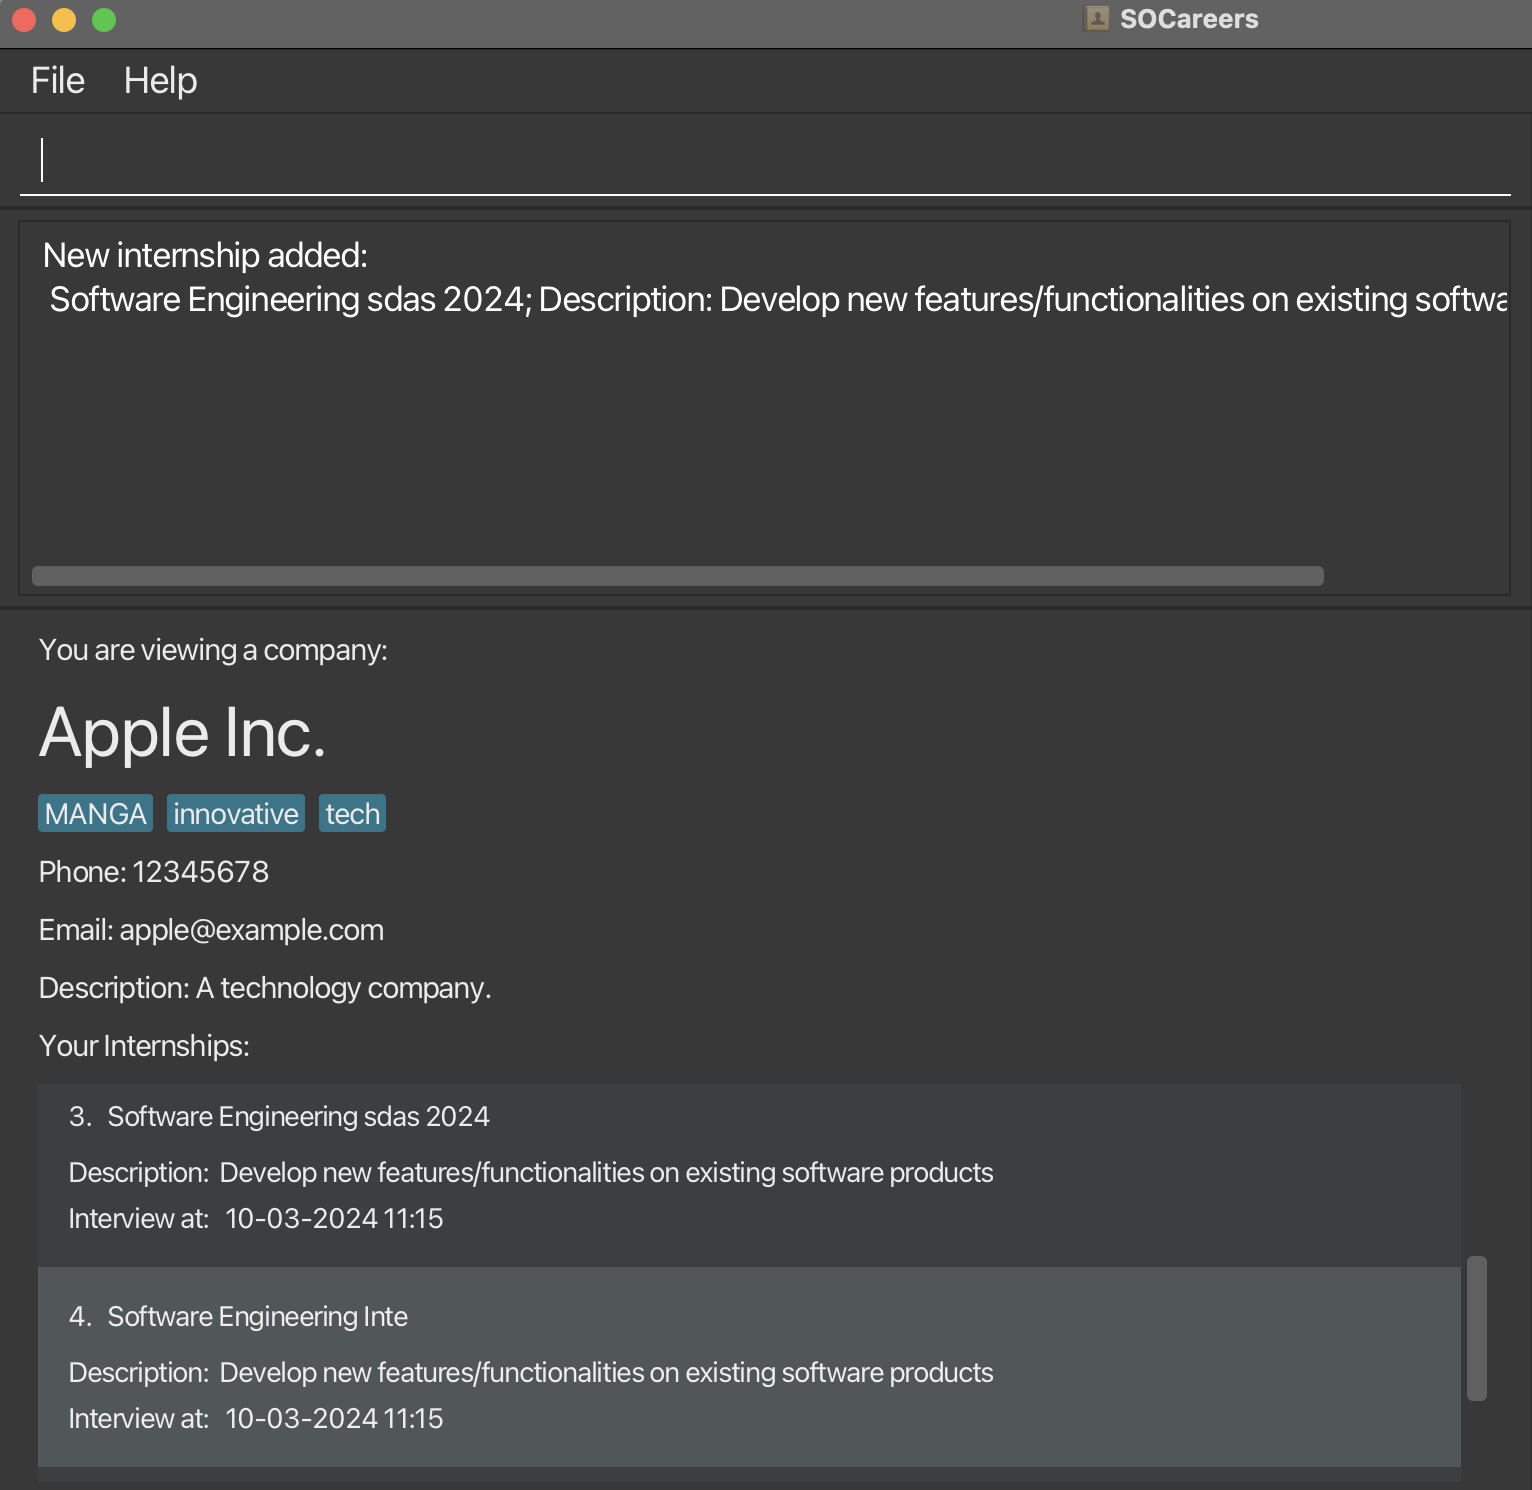 SOCareers
File Help
New internship added:
Software Engineering sdas 2024; Description: Develop new features/functionalities on existing softwa
You are viewing a company:
Apple Inc.
MANGA innovative tech
Phone: 12345678
Email: apple@example.com
Description: A technology company.
Your Internships:
3. Software Engineering sdas 2024
Description: Develop new features/functionalities on existing software products
Interview at: 10-03-2024 11:15
4. Software Engineering Inte
Description: Develop new features/functionalities on existing software products
Interview at: 10-03-2024 11:15